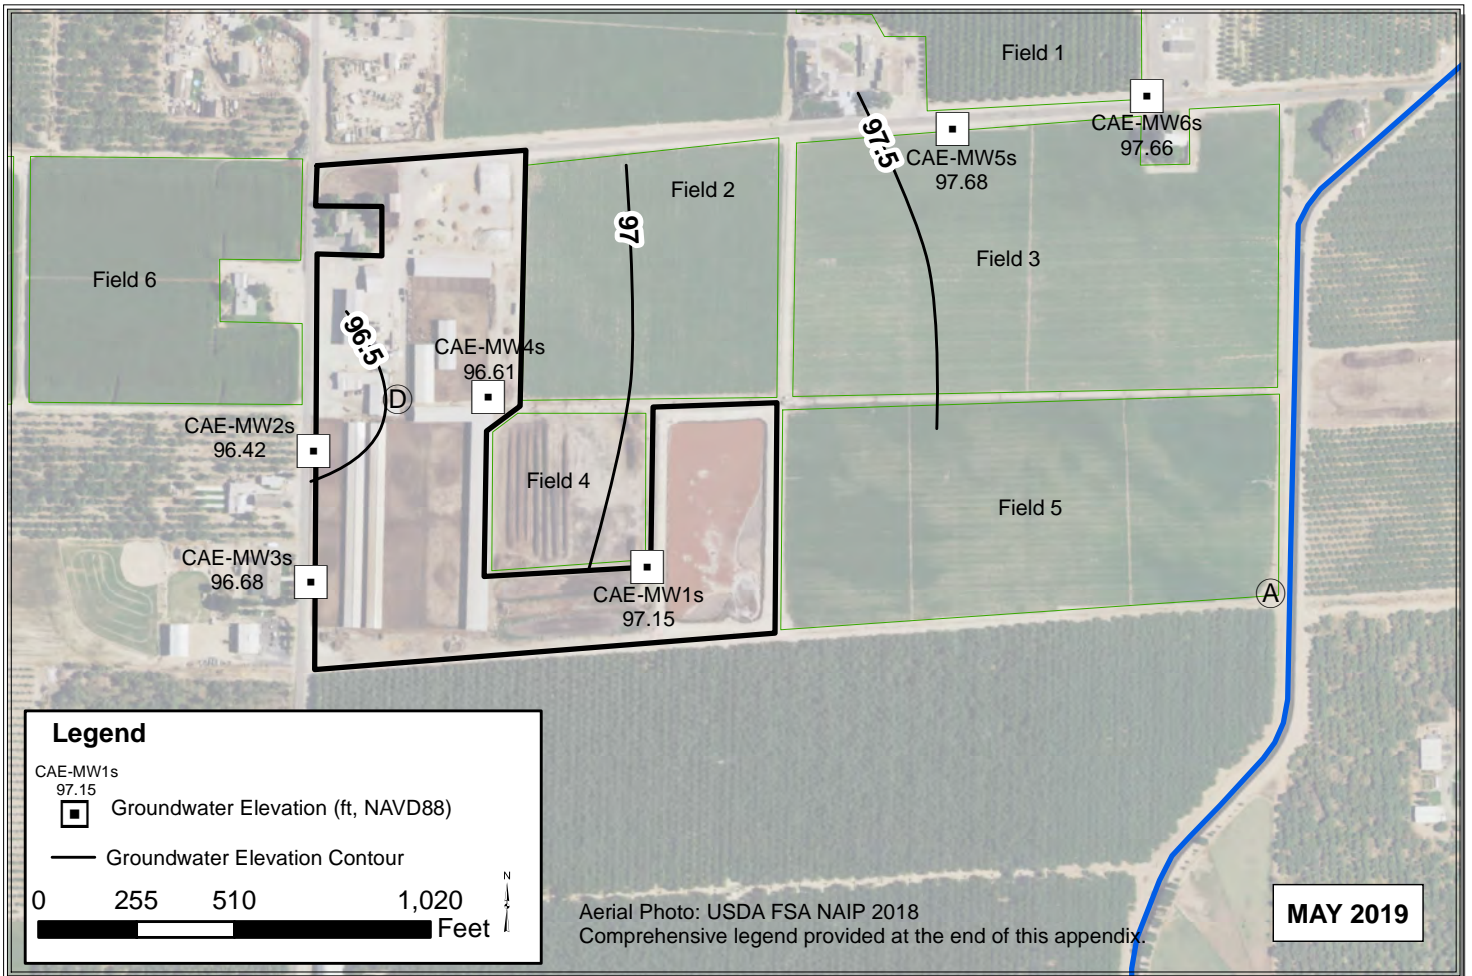 Field 1
CAE-MW6s
97.66
97.5
CAE-MW5s
97.68
Field 2
97
Field 3
Field 6
96.5
CAE-MW4s
96.61
D
CAE-MW2s
96.42
Field 4
Field 5
CAE-MW3s
96.68
CAE-MW1s
97.15
A
Legend
CAE-MW1s
97.15
Groundwater Elevation (ft, NAVD88)
Groundwater Elevation Contour
N
0 255 510 1,020
Feet
Aerial Photo: USDA FSA NAIP 2018
Comprehensive legend provided at the end of this appendix.
MAY 2019